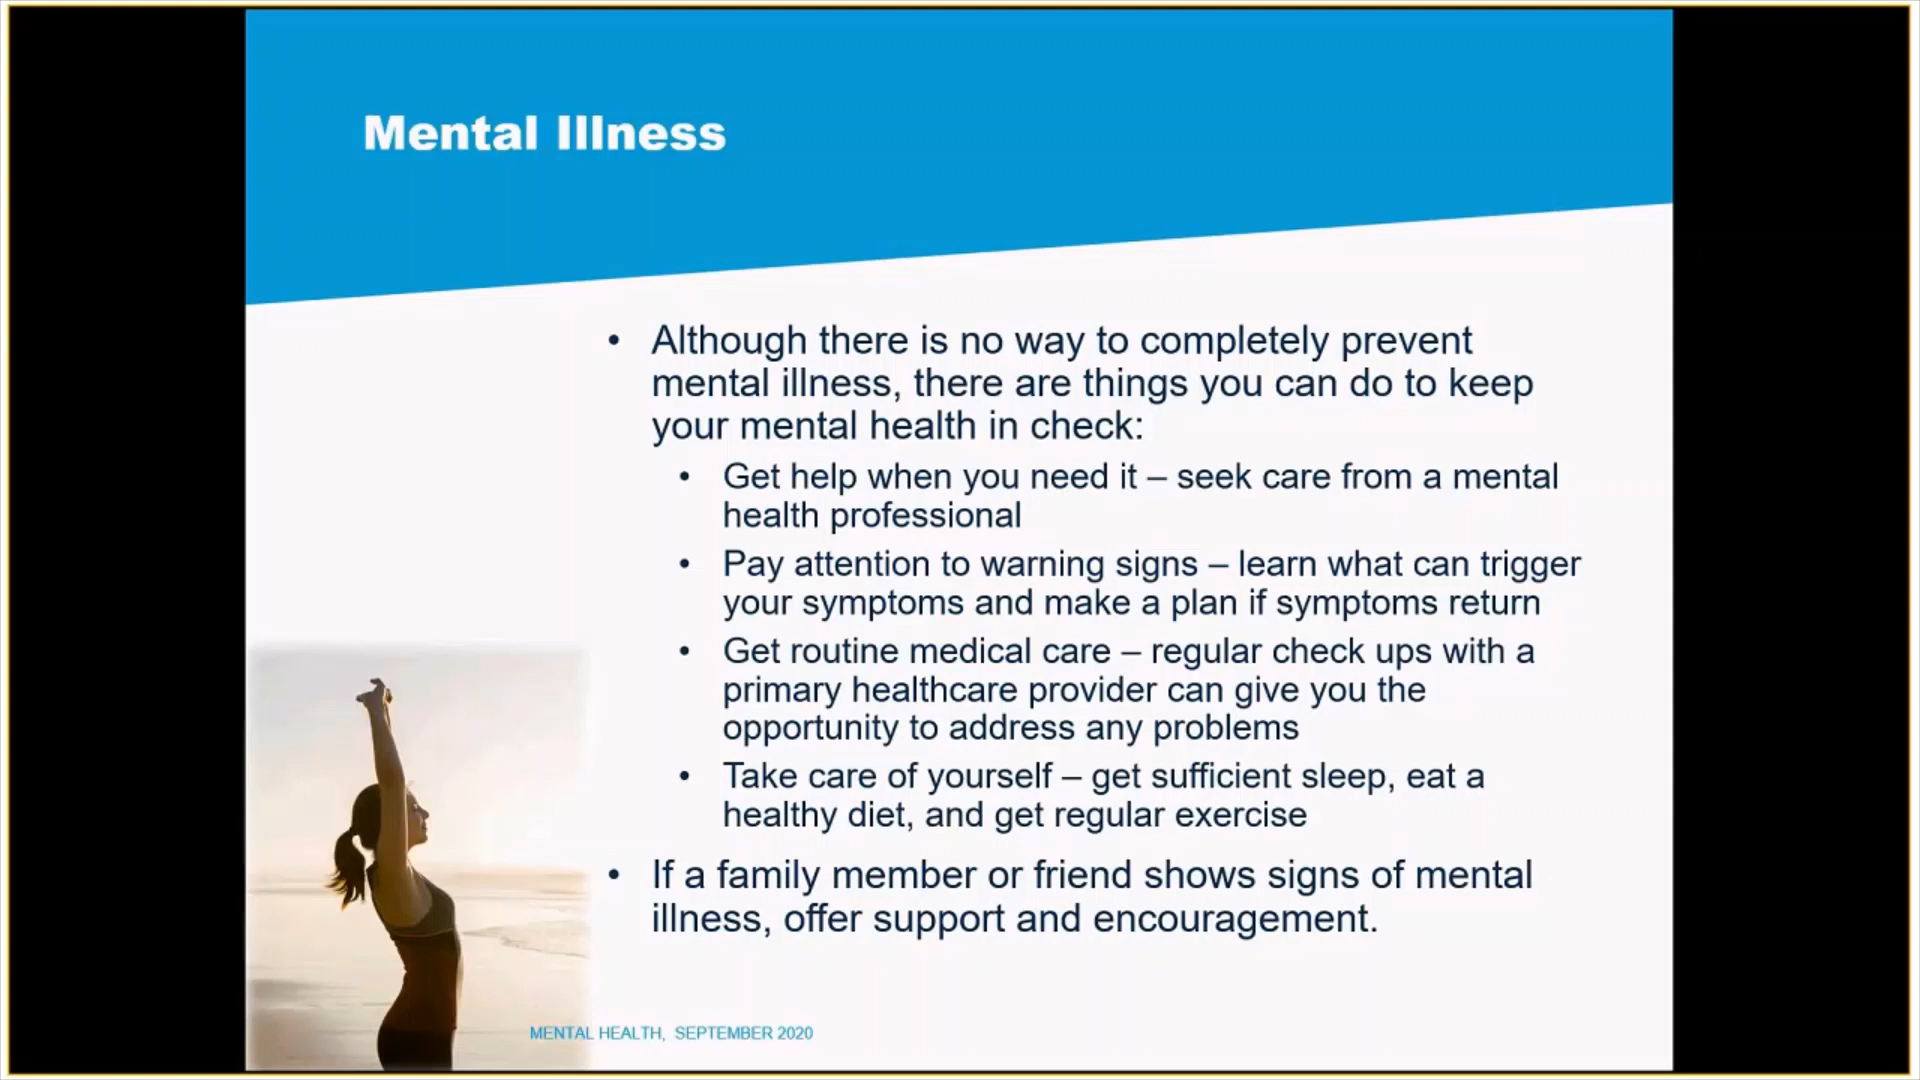 Mental Illness
• Although there is no way to completely prevent
mental illness, there are things you can do to keep
your mental health in check:
• Get help when you need it – seek care from a mental
health professional
• Pay attention to warning signs – learn what can trigger
your symptoms and make a plan if symptoms return
• Get routine medical care – regular check ups with a
primary healthcare provider can give you the
opportunity to address any problems
• Take care of yourself – get sufficient sleep, eat a
healthy diet, and get regular exercise
• If a family member or friend shows signs of mental
illness, offer support and encouragement.
MENTAL HEALTH, SEPTEMBER 2020